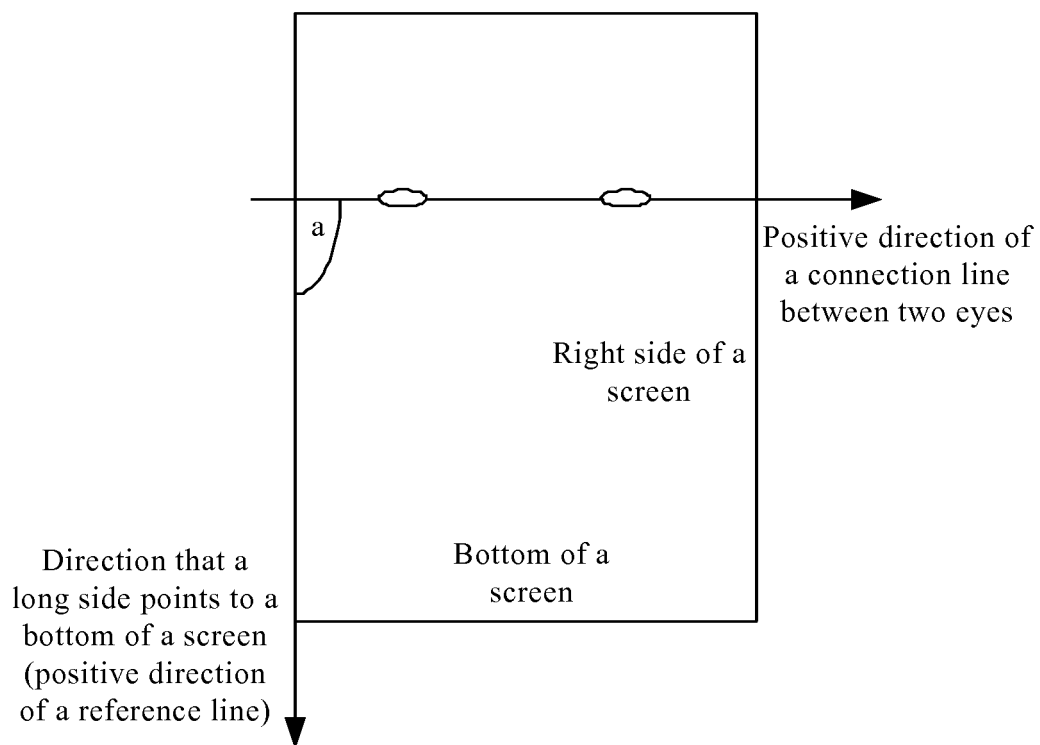 a
Positive direction of
a connection line
between two eyes
Right side of a
screen
Bottom of a
screen
Direction that a
long side points to a
bottom of a screen
(positive direction
of a reference line)